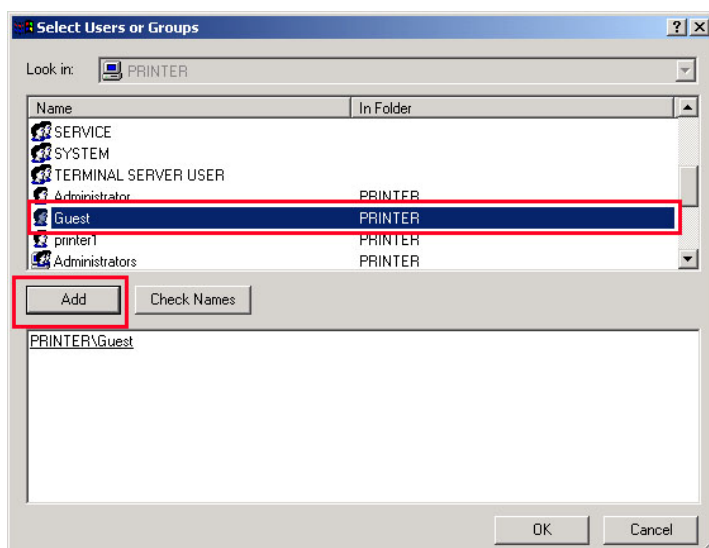 Select Users or Groups
Look in: PRINTER
Name In Folder
SERVICE
SYSTEM
TERMINAL SERVER USER
Administrator PRINTER
Guest PRINTER
printer1 PRINTER
Administrators PRINTER
Add Check Names
PRINTER\Guest
OK Cancel